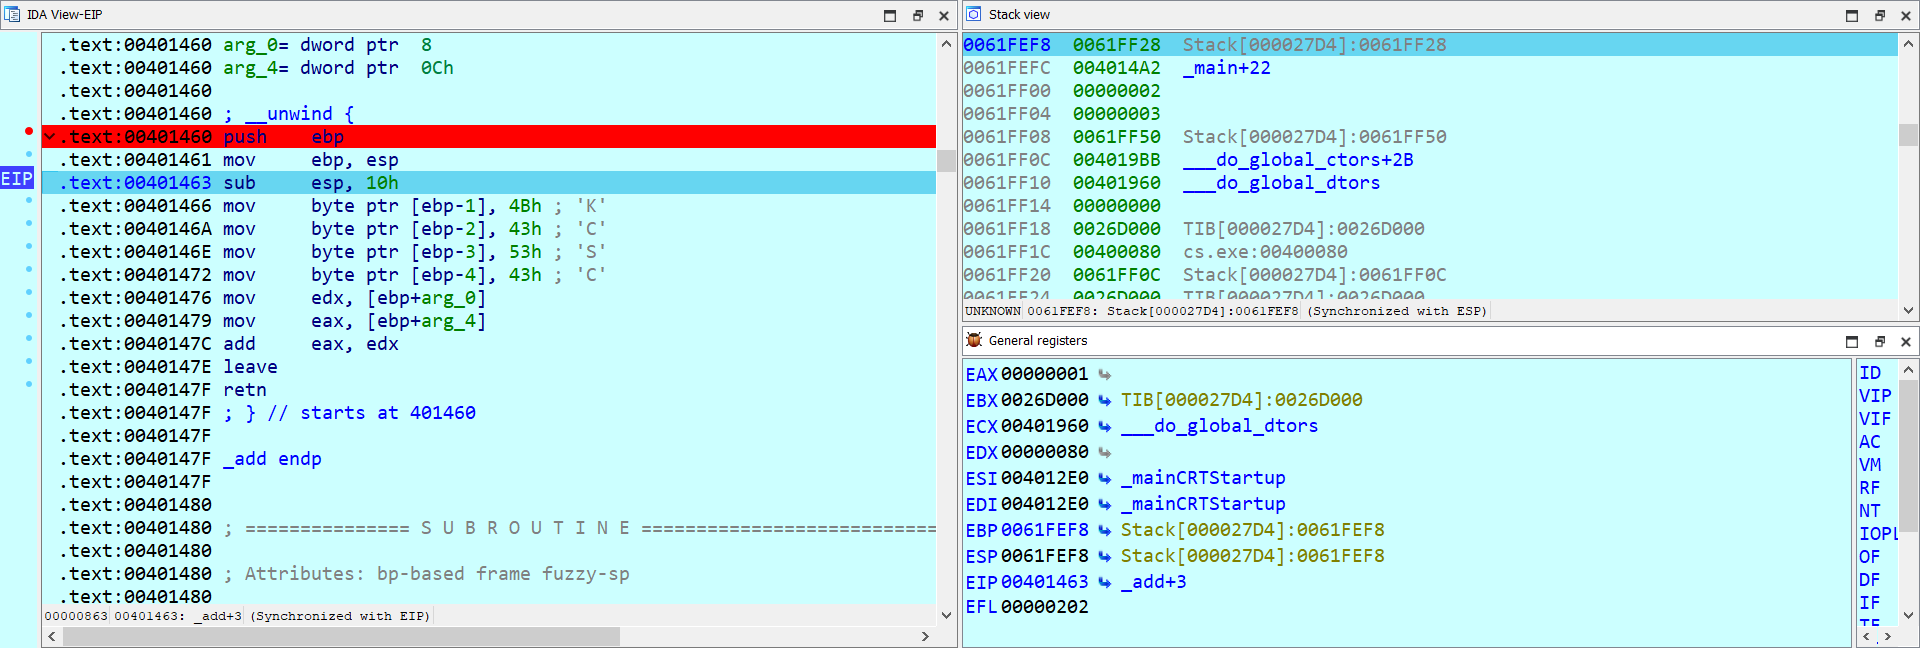 IDA View-EIP
.text:00401460 arg_0= dword ptr  8
.text:00401460 arg_4= dword ptr  0Ch
.text:00401460
.text:00401460 ; __unwind {
.text:00401460 push    ebp
.text:00401461 mov     ebp, esp
EIP
.text:00401463 sub     esp, 10h
.text:00401466 mov     byte ptr [ebp-1], 4Bh ; 'K'
.text:0040146A mov     byte ptr [ebp-2], 43h ; 'C'
.text:0040146E mov     byte ptr [ebp-3], 53h ; 'S'
.text:00401472 mov     byte ptr [ebp-4], 43h ; 'C'
.text:00401476 mov     edx, [ebp+arg_0]
.text:00401479 mov     eax, [ebp+arg_4]
.text:0040147C add     eax, edx
.text:0040147E leave
.text:0040147F retn
.text:0040147F ; } // starts at 401460
.text:0040147F
.text:0040147F _add endp
.text:0040147F
.text:00401480
.text:00401480 ; =============== S U B R O U T I N E ===========================
.text:00401480
.text:00401480 ; Attributes: bp-based frame fuzzy-sp
.text:00401480
00000863 00401463: _add+3 (Synchronized with EIP)
Stack view
0061FEF8  0061FF28  Stack[000027D4]:0061FF28
0061FEFC  004014A2  _main+22
0061FF00  00000002
0061FF04  00000003
0061FF08  0061FF50  Stack[000027D4]:0061FF50
0061FF0C  004019BB  ___do_global_ctors+2B
0061FF10  00401960  ___do_global_dtors
0061FF14  00000000
0061FF18  0026D000  TIB[000027D4]:0026D000
0061FF1C  00400080  cs.exe:00400080
0061FF20  0061FF0C  Stack[000027D4]:0061FF0C
0061FF24  0026D000  TIB[000027D4]:0026D000
UNKNOWN 0061FEF8: Stack[000027D4]:0061FEF8 (Synchronized with ESP)
General registers
EAX 00000001
EBX 0026D000 TIB[000027D4]:0026D000
ECX 00401960 ___do_global_dtors
EDX 00000080
ESI 004012E0 _mainCRTStartup
EDI 004012E0 _mainCRTStartup
EBP 0061FEF8 Stack[000027D4]:0061FEF8
ESP 0061FEF8 Stack[000027D4]:0061FEF8
EIP 00401463 _add+3
EFL 00000202
ID
VIP
VIF
AC
VM
RF
NT
IOPL
OF
DF
IF
TF